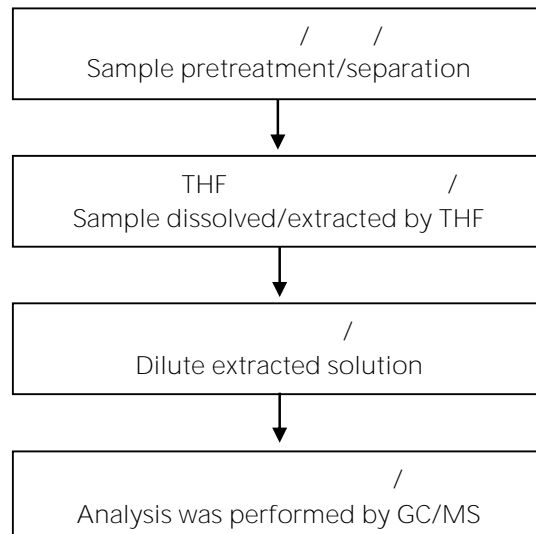 / /
Sample pretreatment/separation
THF /
Sample dissolved/extracted by THF
/
Dilute extracted solution
/
Analysis was performed by GC/MS